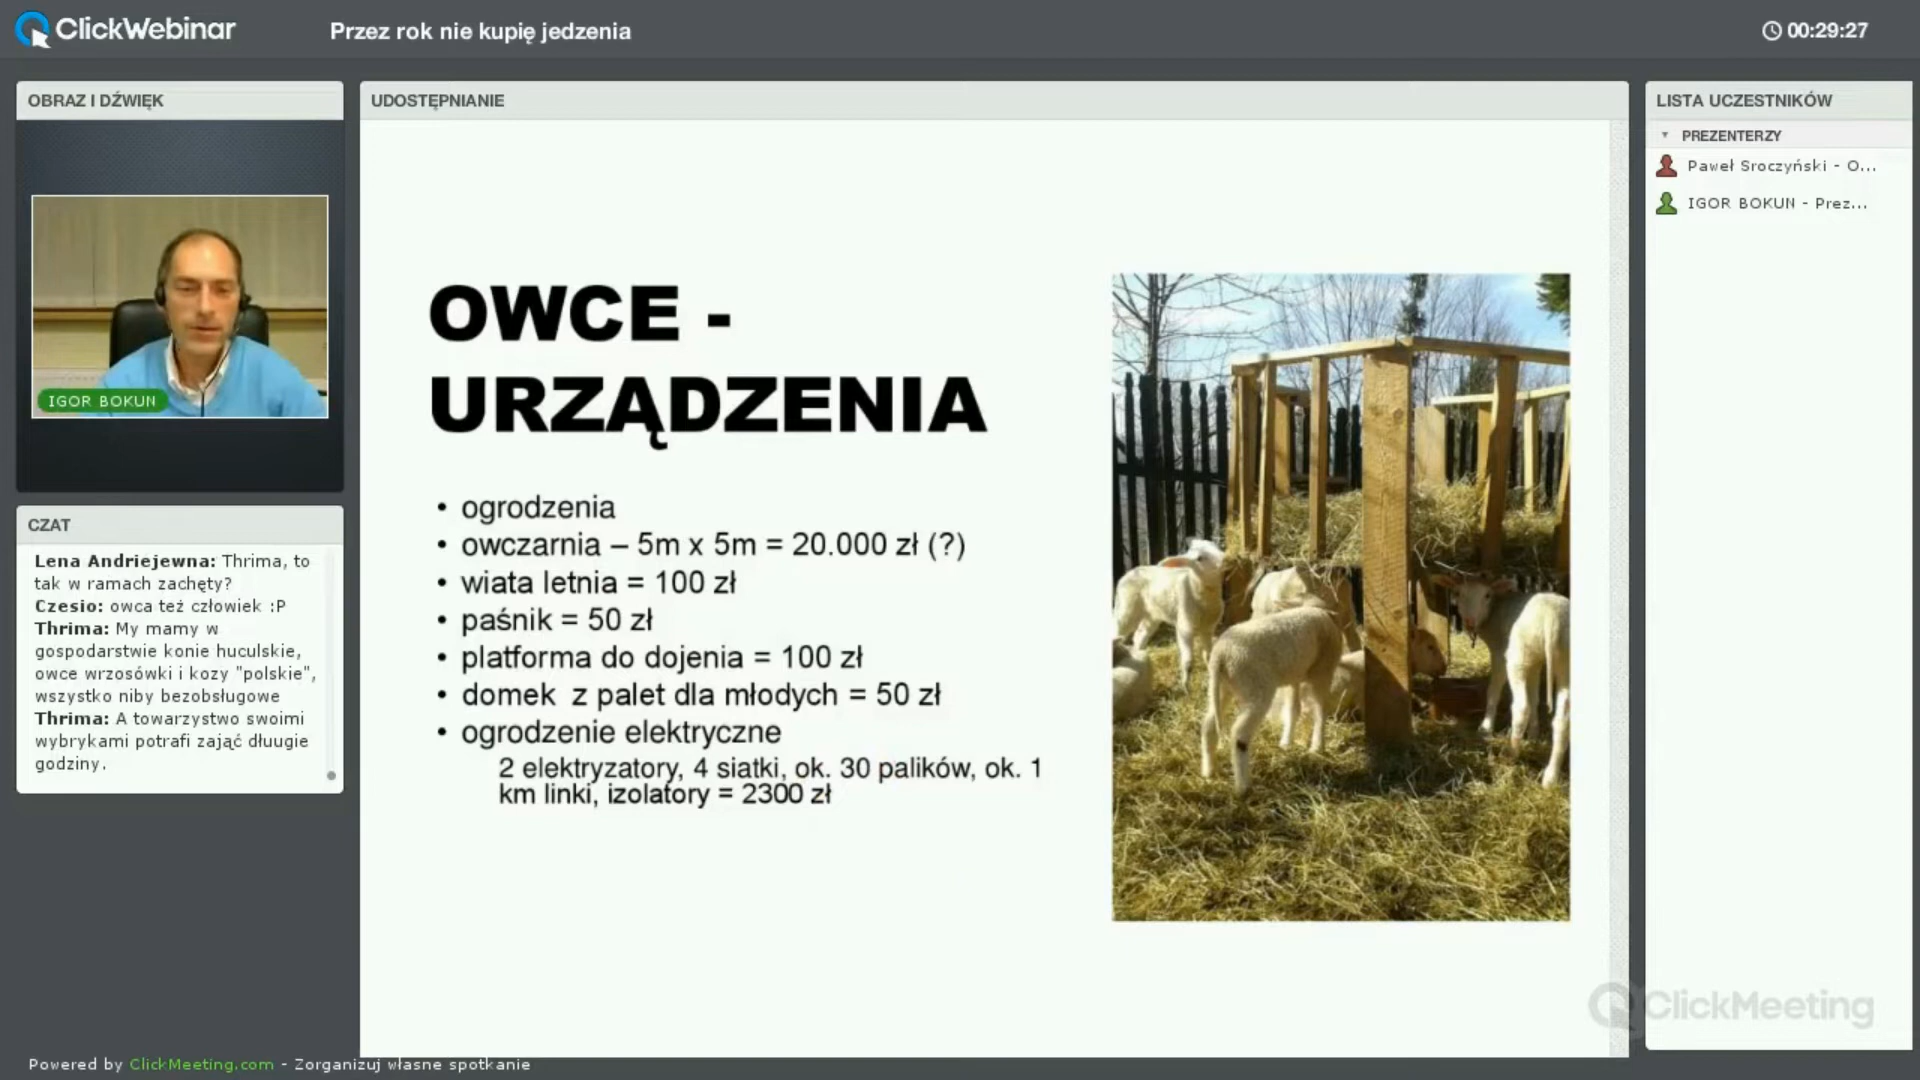 ClickWebinar
Przez rok nie kupię jedzenia
00:29:27
OBRAZ I DŹWIĘK
IGOR BOKUN
CZAT
Lena Andriejewna: Thrima, to
tak w ramach zachęty?
Czesio: owca też człowiek :P
Thrima: My mamy w
gospodarstwie konie huculskie,
owce wrzosówki i kozy "polskie",
wszystko niby bezobsługowe
Thrima: A towarzystwo swoimi
wybrykami potrafi zająć dłuugie
godziny.
UDOSTĘPNIANIE
OWCE -
URZĄDZENIA
• ogrodzenia
• owczarnia – 5m x 5m = 20.000 zł (?)
• wiata letnia = 100 zł
• paśnik = 50 zł
• platforma do dojenia = 100 zł
• domek z palet dla młodych = 50 zł
• ogrodzenie elektryczne
2 elektryzatory, 4 siatki, ok. 30 palików, ok. 1
km linki, izolatory = 2300 zł
LISTA UCZESTNIKÓW
PREZENTERZY
Paweł Sroczyński - O...
IGOR BOKUN - Prez...
ClickMeeting
Powered by ClickMeeting.com - Zorganizuj własne spotkanie